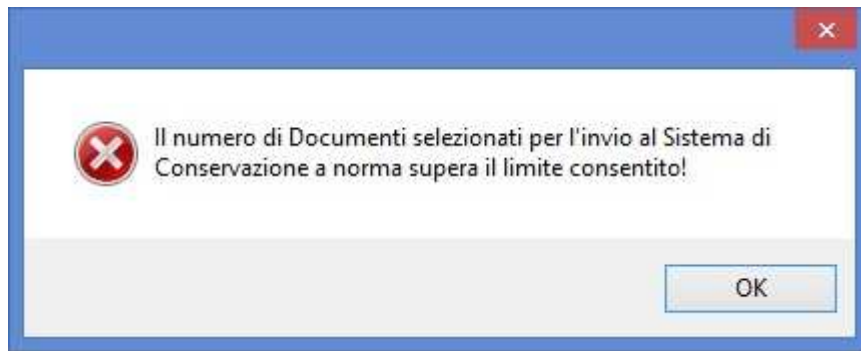 Il numero di Documenti selezionati per l'invio al Sistema di
Conservazione a norma supera il limite consentito!
OK